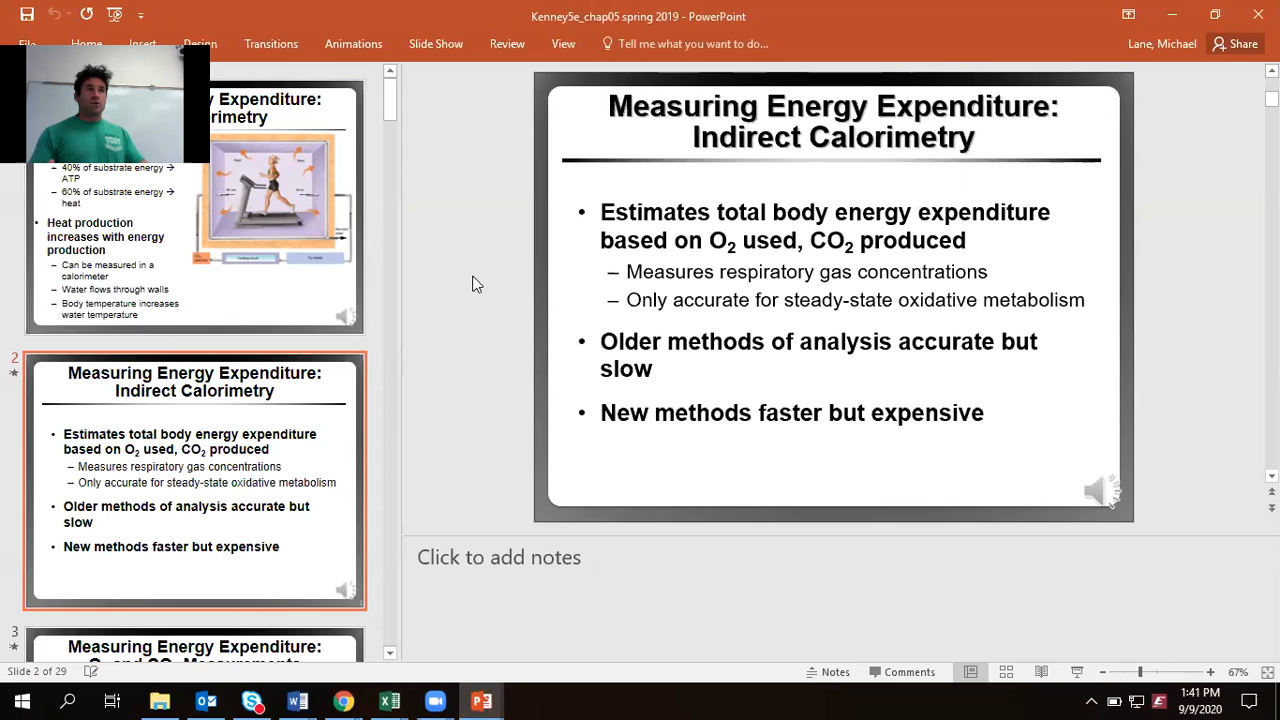 Kenney5e_chap05 spring 2019 - PowerPoint
File Home Insert Design Transitions Animations Slide Show Review View Tell me what you want to do... Lane, Michael Share
y Expenditure:
rimetry
– 40% of substrate energy →
ATP
– 60% of substrate energy →
heat
• Heat production
increases with energy
production
– Can be measured in a
calorimeter
– Water flows through walls
– Body temperature increases
water temperature
2
Measuring Energy Expenditure:
Indirect Calorimetry
• Estimates total body energy expenditure
based on O2 used, CO2 produced
– Measures respiratory gas concentrations
– Only accurate for steady-state oxidative metabolism
• Older methods of analysis accurate but
slow
• New methods faster but expensive
3
Measuring Energy Expenditure:
O2 and CO2 Measurements
Measuring Energy Expenditure:
Indirect Calorimetry
• Estimates total body energy expenditure
based on O2 used, CO2 produced
– Measures respiratory gas concentrations
– Only accurate for steady-state oxidative metabolism
• Older methods of analysis accurate but
slow
• New methods faster but expensive
Click to add notes
Slide 2 of 29 Notes Comments 67%
1:41 PM
9/9/2020